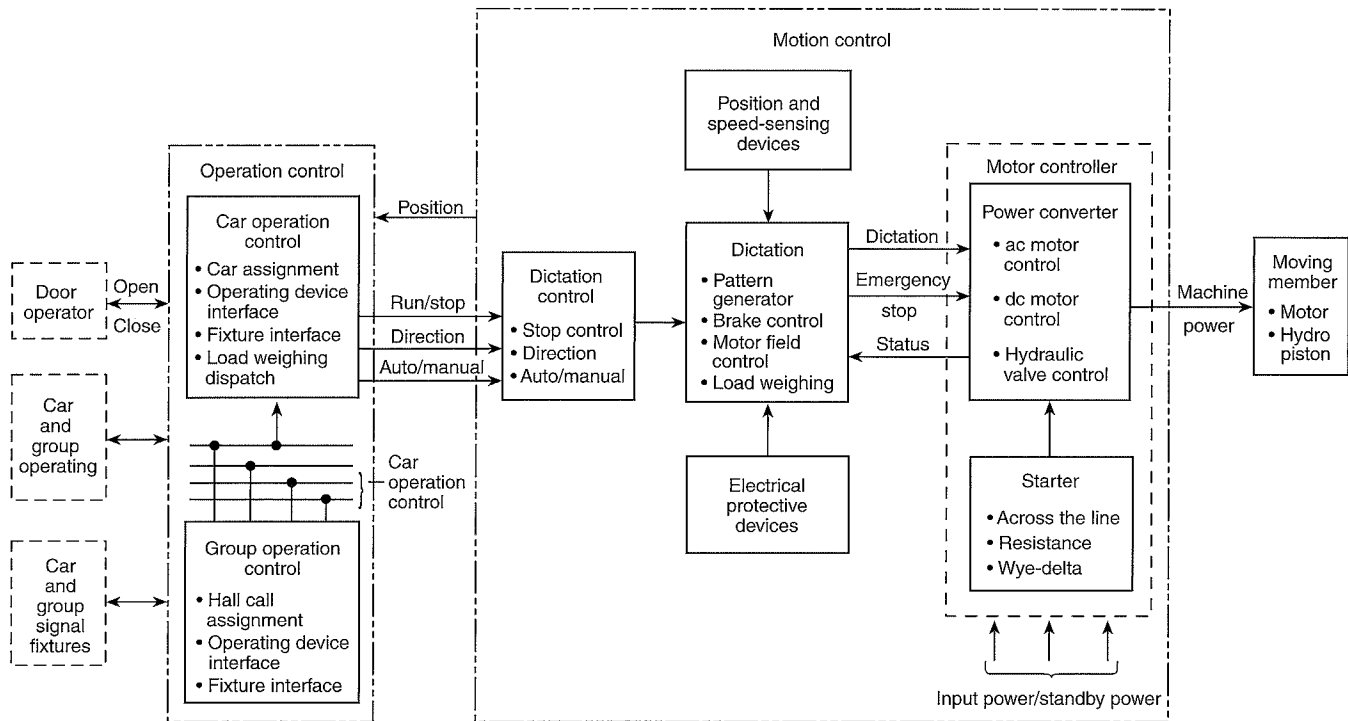 Motion control
Position and
speed-sensing
devices
Operation control
Motor controller
Car operation
control
• Car assignment
• Operating device
interface
• Fixture interface
• Load weighing
dispatch
Position
Run/stop
Direction
Auto/manual
Door
operator
Open
Close
Dictation
control
• Stop control
• Direction
• Auto/manual
Dictation
• Pattern
generator
• Brake control
• Motor field
control
• Load weighing
Dictation
Emergency
stop
Status
Power converter
• ac motor
control
• dc motor
control
• Hydraulic
valve control
Machine
power
Moving
member
• Motor
• Hydro
piston
Car
and
group
operating
Car
operation
control
Electrical
protective
devices
Starter
• Across the line
• Resistance
• Wye-delta
Car
and
group
signal
fixtures
Group operation
control
• Hall call
assignment
• Operating device
interface
• Fixture interface
Input power/standby power